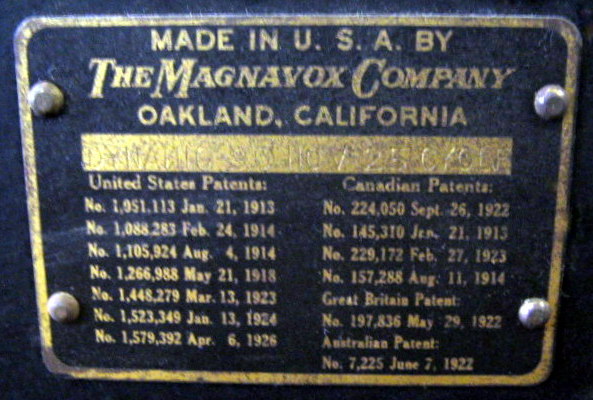 MADE IN U. S. A. BY
THE MAGNAVOX COMPANY
OAKLAND, CALIFORNIA
DYNAMIC
United States Patents:
No. 1,051,113 Jan. 21, 1913
No. 1,088,283 Feb. 24, 1914
No. 1,105,924 Aug. 4, 1914
No. 1,266,988 May 21, 1918
No. 1,448,279 Mar. 13, 1923
No. 1,523,349 Jan. 13, 1924
No. 1,579,392 Apr. 6, 1926
Canadian Patents:
No. 224,050 Sept. 26, 1922
No. 145,310 Jan. 21, 1913
No. 229,172 Feb. 27, 1923
No. 157,288 Aug. 11, 1914
Great Britain Patent:
No. 197,836 May 29, 1922
Australian Patent:
No. 7,225 June 7, 1922